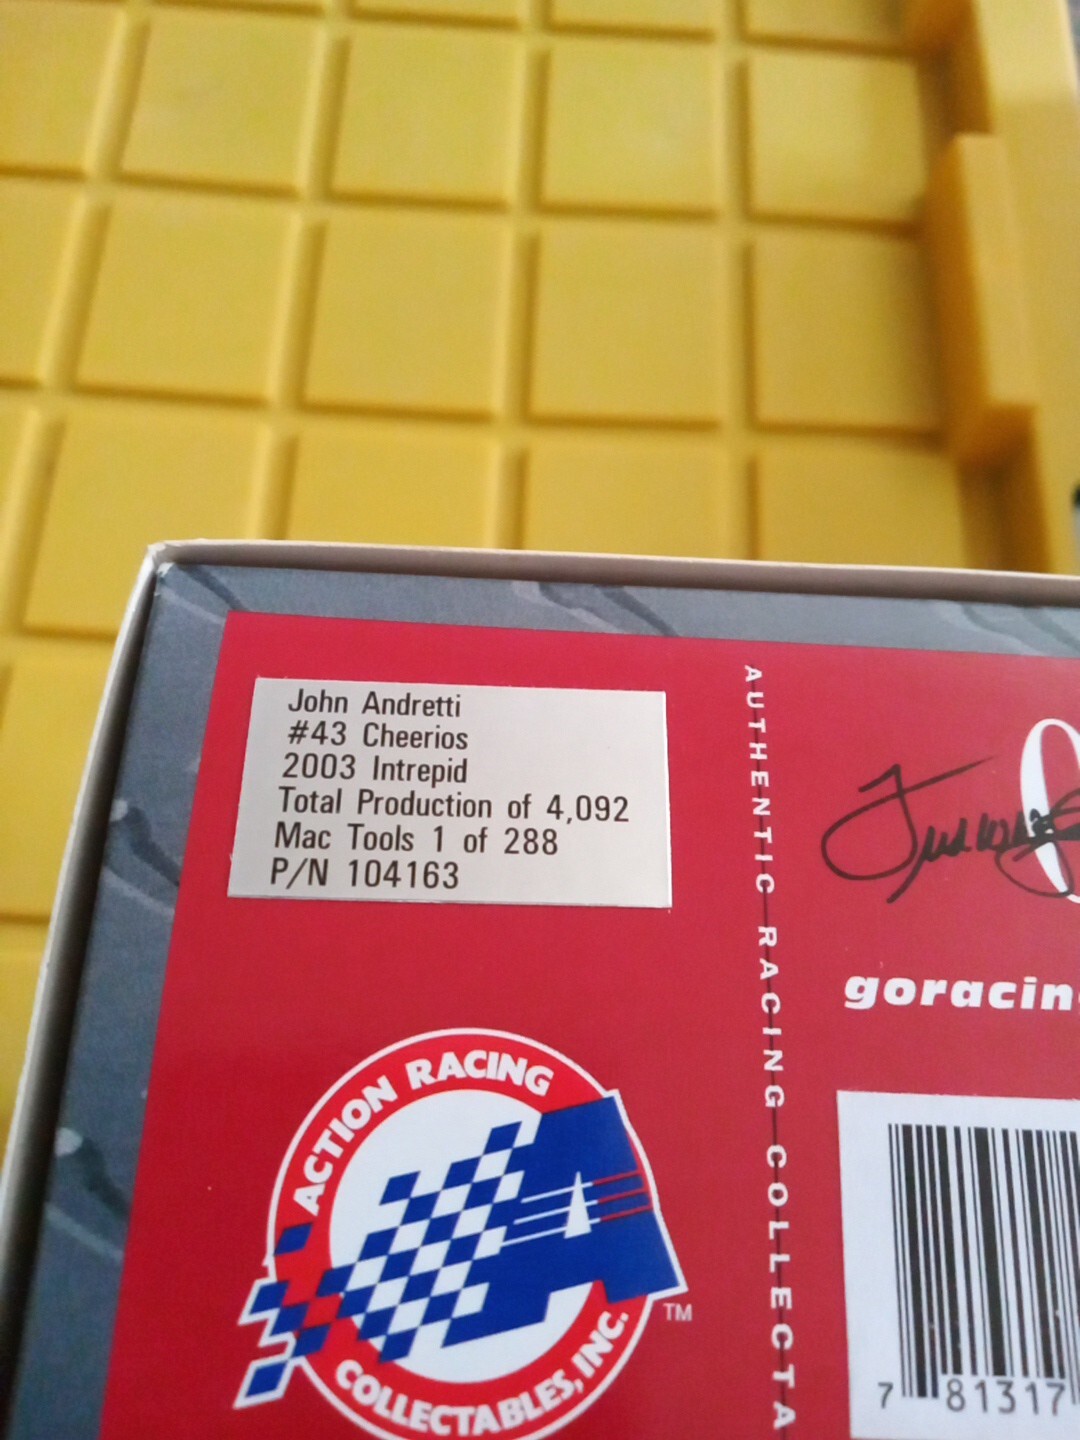 John Andretti
#43 Cheerios
2003 Intrepid
Total Production of 4,092
Mac Tools 1 of 288
P/N 104163
AUTHENTIC RACING COLLECTA
goracin
ACTION RACING
COLLECTABLES, INC.
TM
7 81317